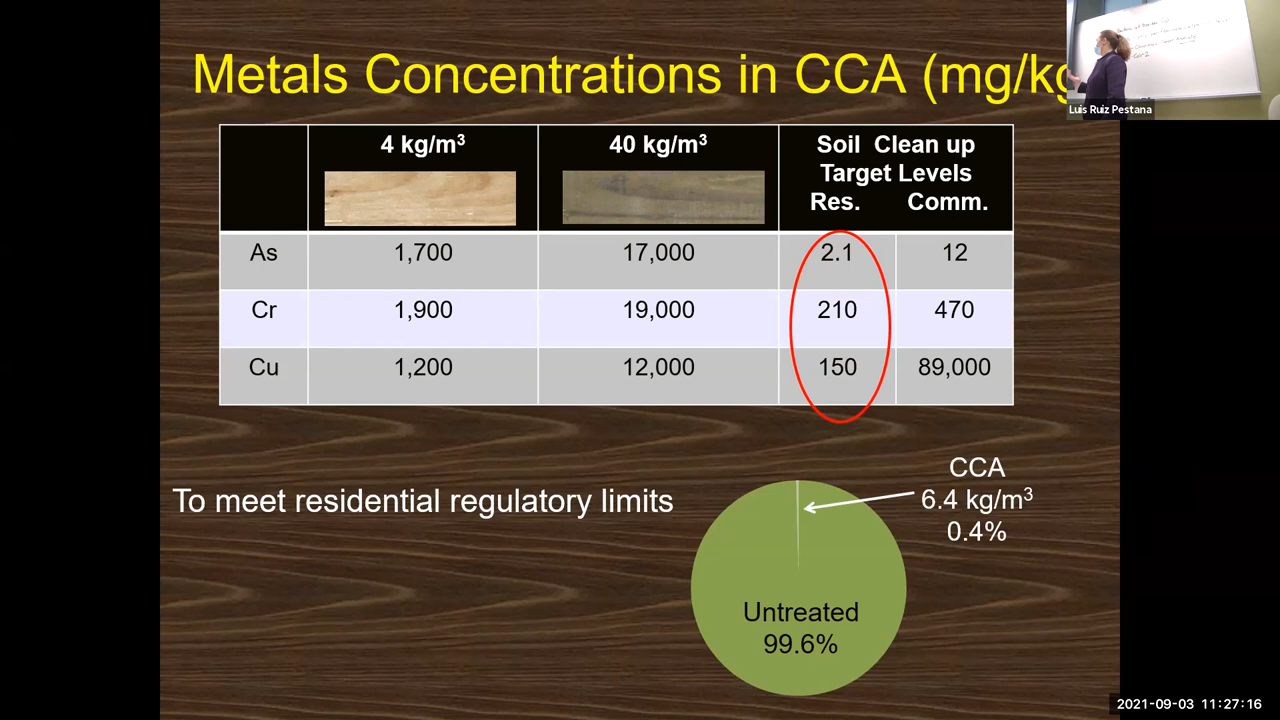 Metals Concentrations in CCA (mg/kg
Luis Ruiz Pestana
4 kg/m³
40 kg/m³
Soil Clean up
Target Levels
Res. Comm.
As 1,700 17,000 2.1 12
Cr 1,900 19,000 210 470
Cu 1,200 12,000 150 89,000
To meet residential regulatory limits
CCA
6.4 kg/m³
0.4%
Untreated
99.6%
2021-09-03 11:27:16